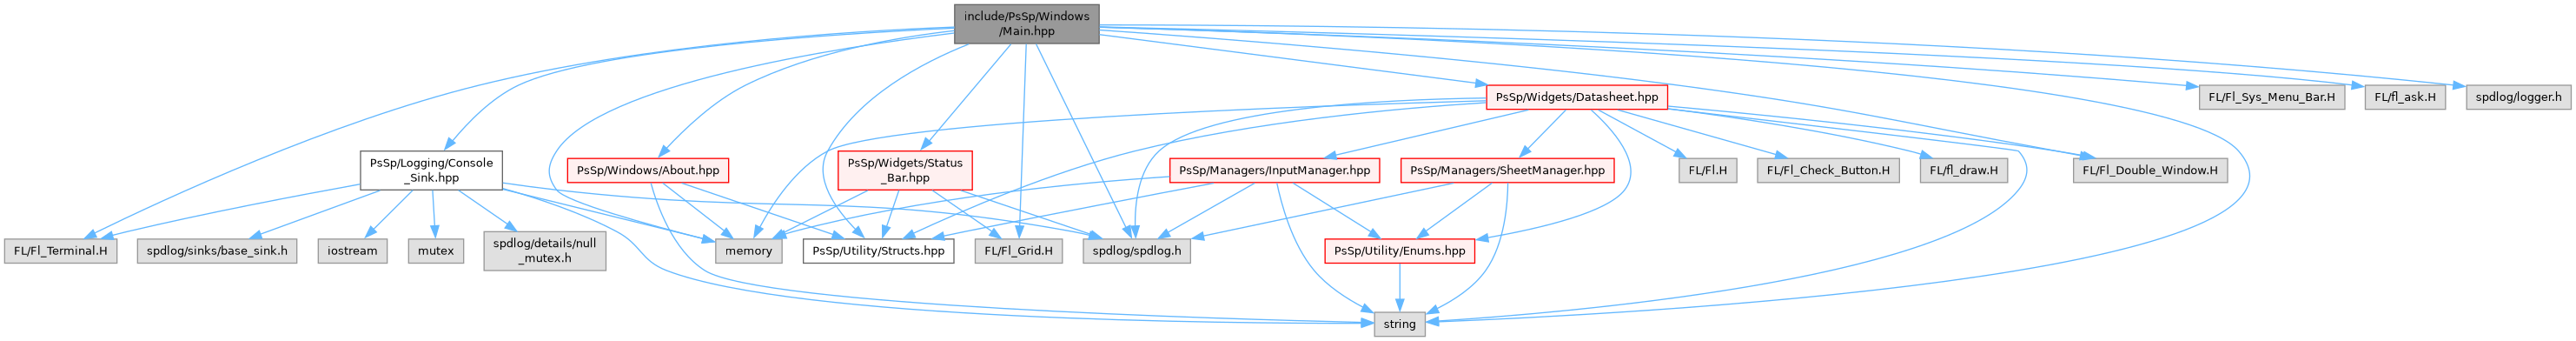 include/PsSp/Windows
/Main.hpp
PsSp/Widgets/Datasheet.hpp
FL/Fl_Sys_Menu_Bar.H
FL/fl_ask.H
spdlog/logger.h
PsSp/Logging/Console
_Sink.hpp
PsSp/Windows/About.hpp
PsSp/Widgets/Status
_Bar.hpp
PsSp/Managers/InputManager.hpp
PsSp/Managers/SheetManager.hpp
FL/Fl.H
FL/Fl_Check_Button.H
FL/fl_draw.H
FL/Fl_Double_Window.H
FL/Fl_Terminal.H
spdlog/sinks/base_sink.h
iostream
mutex
spdlog/details/null
_mutex.h
memory
PsSp/Utility/Structs.hpp
FL/Fl_Grid.H
spdlog/spdlog.h
PsSp/Utility/Enums.hpp
string